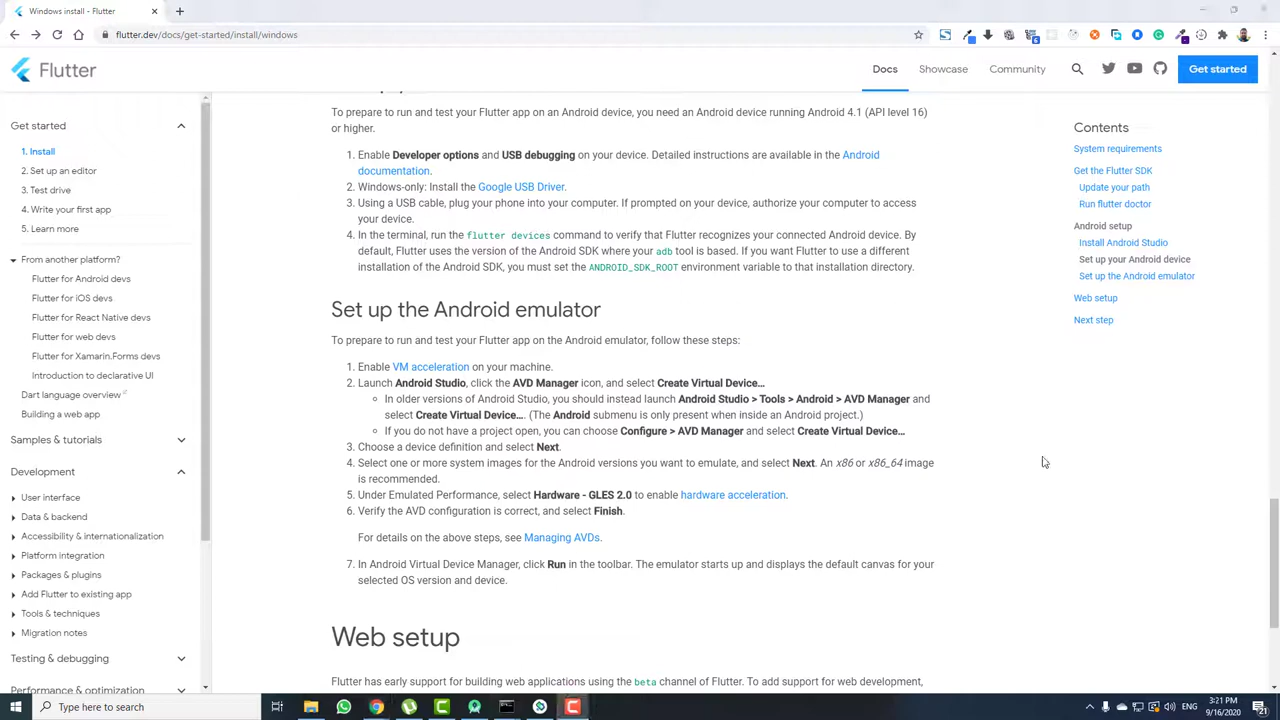 Windows install - Flutter
flutter.dev/docs/get-started/install/windows
Flutter
Docs
Showcase
Community
Get started
Get started
1. Install
2. Set up an editor
3. Test drive
4. Write your first app
5. Learn more
From another platform?
Flutter for Android devs
Flutter for iOS devs
Flutter for React Native devs
Flutter for web devs
Flutter for Xamarin.Forms devs
Introduction to declarative UI
Dart language overview
Building a web app
Samples & tutorials
Development
User interface
Data & backend
Accessibility & internationalization
Platform integration
Packages & plugins
Add Flutter to existing app
Tools & techniques
Migration notes
Testing & debugging
Performance & optimization
To prepare to run and test your Flutter app on an Android device, you need an Android device running Android 4.1 (API level 16)
or higher.
1. Enable Developer options and USB debugging on your device. Detailed instructions are available in the Android
documentation.
2. Windows-only: Install the Google USB Driver.
3. Using a USB cable, plug your phone into your computer. If prompted on your device, authorize your computer to access
your device.
4. In the terminal, run the flutter devices command to verify that Flutter recognizes your connected Android device. By
default, Flutter uses the version of the Android SDK where your adb tool is based. If you want Flutter to use a different
installation of the Android SDK, you must set the ANDROID_SDK_ROOT environment variable to that installation directory.
Set up the Android emulator
To prepare to run and test your Flutter app on the Android emulator, follow these steps:
1. Enable VM acceleration on your machine.
2. Launch Android Studio, click the AVD Manager icon, and select Create Virtual Device...
In older versions of Android Studio, you should instead launch Android Studio > Tools > Android > AVD Manager and
select Create Virtual Device.... (The Android submenu is only present when inside an Android project.)
If you do not have a project open, you can choose Configure > AVD Manager and select Create Virtual Device...
3. Choose a device definition and select Next.
4. Select one or more system images for the Android versions you want to emulate, and select Next. An x86 or x86_64 image
is recommended.
5. Under Emulated Performance, select Hardware - GLES 2.0 to enable hardware acceleration.
6. Verify the AVD configuration is correct, and select Finish.
For details on the above steps, see Managing AVDs.
7. In Android Virtual Device Manager, click Run in the toolbar. The emulator starts up and displays the default canvas for your
selected OS version and device.
Web setup
Flutter has early support for building web applications using the beta channel of Flutter. To add support for web development,
Contents
System requirements
Get the Flutter SDK
Update your path
Run flutter doctor
Android setup
Install Android Studio
Set up your Android device
Set up the Android emulator
Web setup
Next step
Type here to search
ENG
3:21 PM
9/16/2020
21